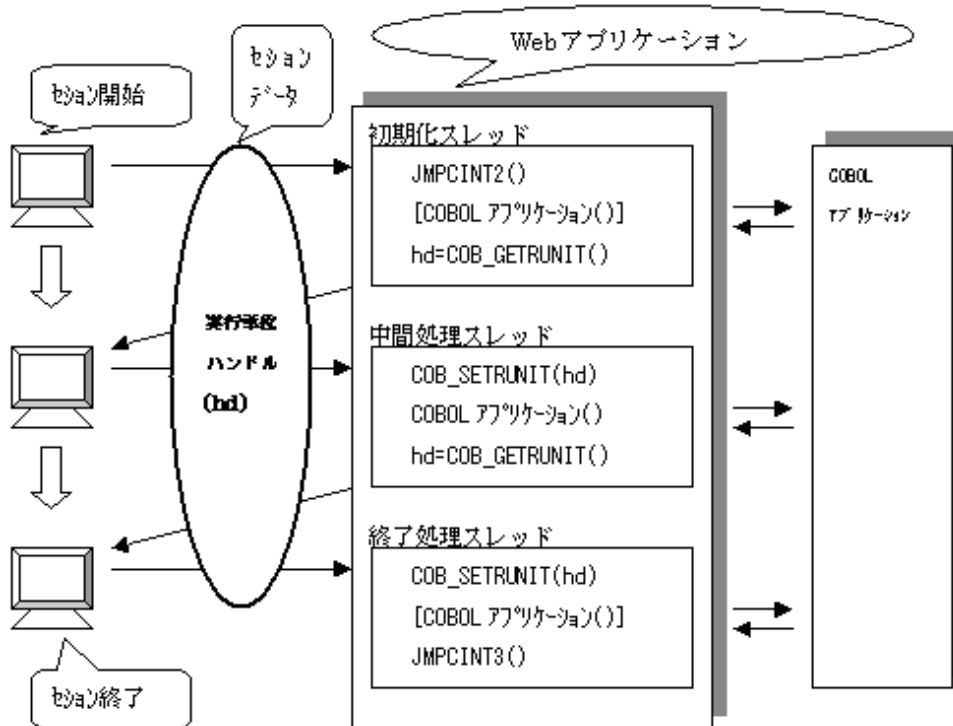 Webアプリケーション
ｾｼｮﾝ
ﾃﾞｰﾀ
ｾｼｮﾝ開始
初期化スレッド
JMPCINT2()
[COBOL ｱﾌﾟﾘｹｰｼｮﾝ()]
hd=COB_GETRUNIT()
COBOL
ｱﾌﾟﾘｹｰｼｮﾝ
実行単位
ハンドル
(hd)
中間処理スレッド
COB_SETRUNIT(hd)
COBOL ｱﾌﾟﾘｹｰｼｮﾝ()
hd=COB_GETRUNIT()
終了処理スレッド
COB_SETRUNIT(hd)
[COBOL ｱﾌﾟﾘｹｰｼｮﾝ()]
JMPCINT3()
ｾｼｮﾝ終了